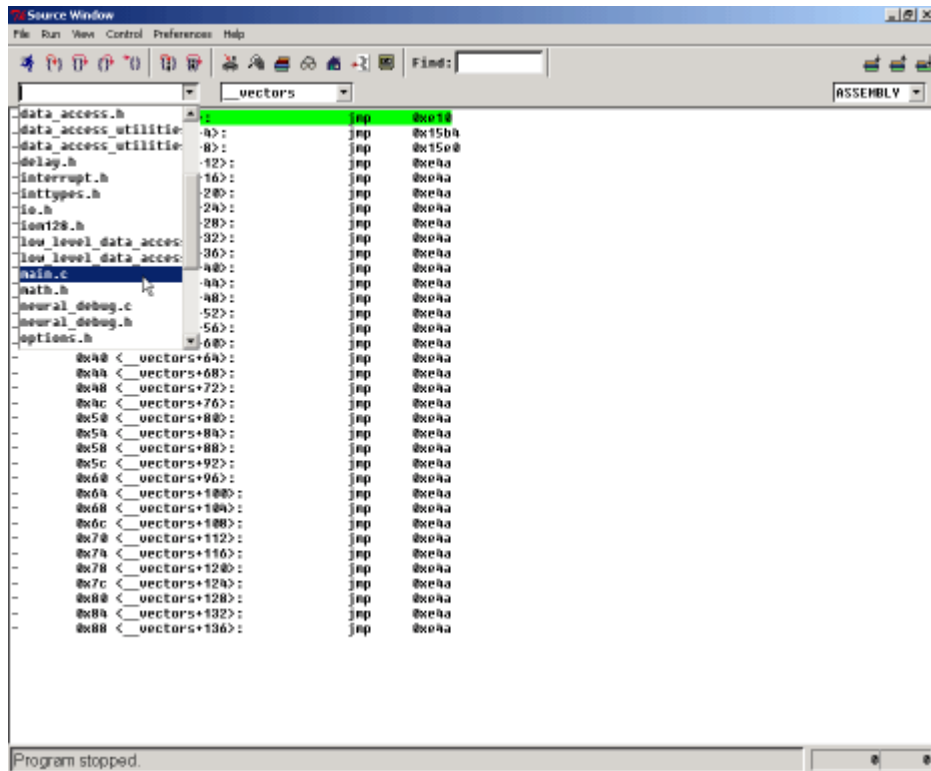 Source Window
File Run View Control Preferences Help
Find:
__vectors ASSEMBLY
data_access.h >: jmp 0xe10
data_access_utilitie -4>: jmp 0x15b4
data_access_utilitie -8>: jmp 0x15e0
delay.h -12>: jmp 0xe4a
interrupt.h -16>: jmp 0xe4a
inttypes.h -20>: jmp 0xe4a
io.h -24>: jmp 0xe4a
iom128.h -28>: jmp 0xe4a
low_level_data_acces -32>: jmp 0xe4a
low_level_data_acces -36>: jmp 0xe4a
main.c -40>: jmp 0xe4a
math.h -44>: jmp 0xe4a
neural_debug.c -48>: jmp 0xe4a
neural_debug.h -52>: jmp 0xe4a
options.h -56>: jmp 0xe4a
-60>: jmp 0xe4a
- 0x40 <__vectors+64>: jmp 0xe4a
- 0x44 <__vectors+68>: jmp 0xe4a
- 0x48 <__vectors+72>: jmp 0xe4a
- 0x4c <__vectors+76>: jmp 0xe4a
- 0x50 <__vectors+80>: jmp 0xe4a
- 0x54 <__vectors+84>: jmp 0xe4a
- 0x58 <__vectors+88>: jmp 0xe4a
- 0x5c <__vectors+92>: jmp 0xe4a
- 0x60 <__vectors+96>: jmp 0xe4a
- 0x64 <__vectors+100>: jmp 0xe4a
- 0x68 <__vectors+104>: jmp 0xe4a
- 0x6c <__vectors+108>: jmp 0xe4a
- 0x70 <__vectors+112>: jmp 0xe4a
- 0x74 <__vectors+116>: jmp 0xe4a
- 0x78 <__vectors+120>: jmp 0xe4a
- 0x7c <__vectors+124>: jmp 0xe4a
- 0x80 <__vectors+128>: jmp 0xe4a
- 0x84 <__vectors+132>: jmp 0xe4a
- 0x88 <__vectors+136>: jmp 0xe4a
Program stopped. 0 0